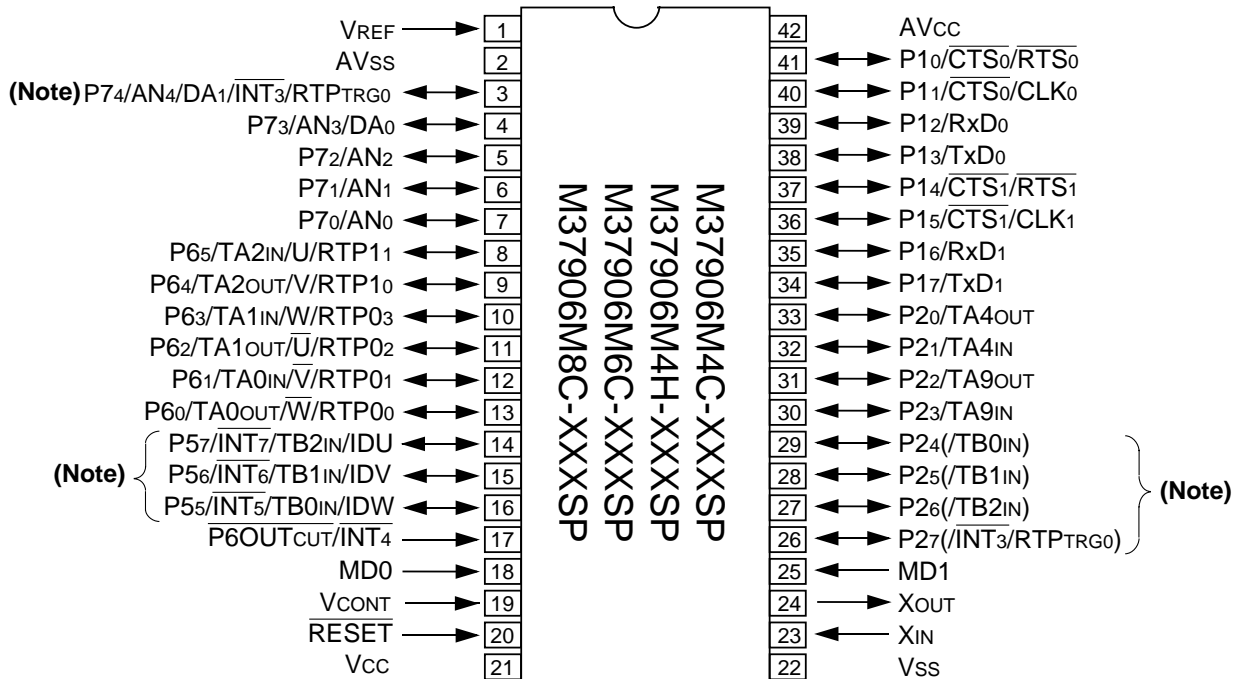 VREF 1
AVSS 2
(Note) P74/AN4/DA1/INT3/RTPTRG0 3
P73/AN3/DA0 4
P72/AN2 5
P71/AN1 6
P70/AN0 7
P65/TA2IN/U/RTP11 8
P64/TA2OUT/V/RTP10 9
P63/TA1IN/W/RTP03 10
P62/TA1OUT/U̅/RTP02 11
P61/TA0IN/V̅/RTP01 12
P60/TA0OUT/W̅/RTP00 13
(Note)
P57/INT7/TB2IN/IDU 14
P56/INT6/TB1IN/IDV 15
P55/INT5/TB0IN/IDW 16
P6OUTCUT/INT4 17
MD0 18
VCONT 19
RESET 20
VCC 21
M37906M8C-XXXSP
M37906M6C-XXXSP
M37906M4H-XXXSP
M37906M4C-XXXSP
42 AVCC
41 P10/CTS0/RTS0
40 P11/CTS0/CLK0
39 P12/RxD0
38 P13/TxD0
37 P14/CTS1/RTS1
36 P15/CTS1/CLK1
35 P16/RxD1
34 P17/TxD1
33 P20/TA4OUT
32 P21/TA4IN
31 P22/TA9OUT
30 P23/TA9IN
29 P24(/TB0IN)
28 P25(/TB1IN)
27 P26(/TB2IN)
26 P27(/INT3/RTPTRG0)
(Note)
25 MD1
24 XOUT
23 XIN
22 VSS